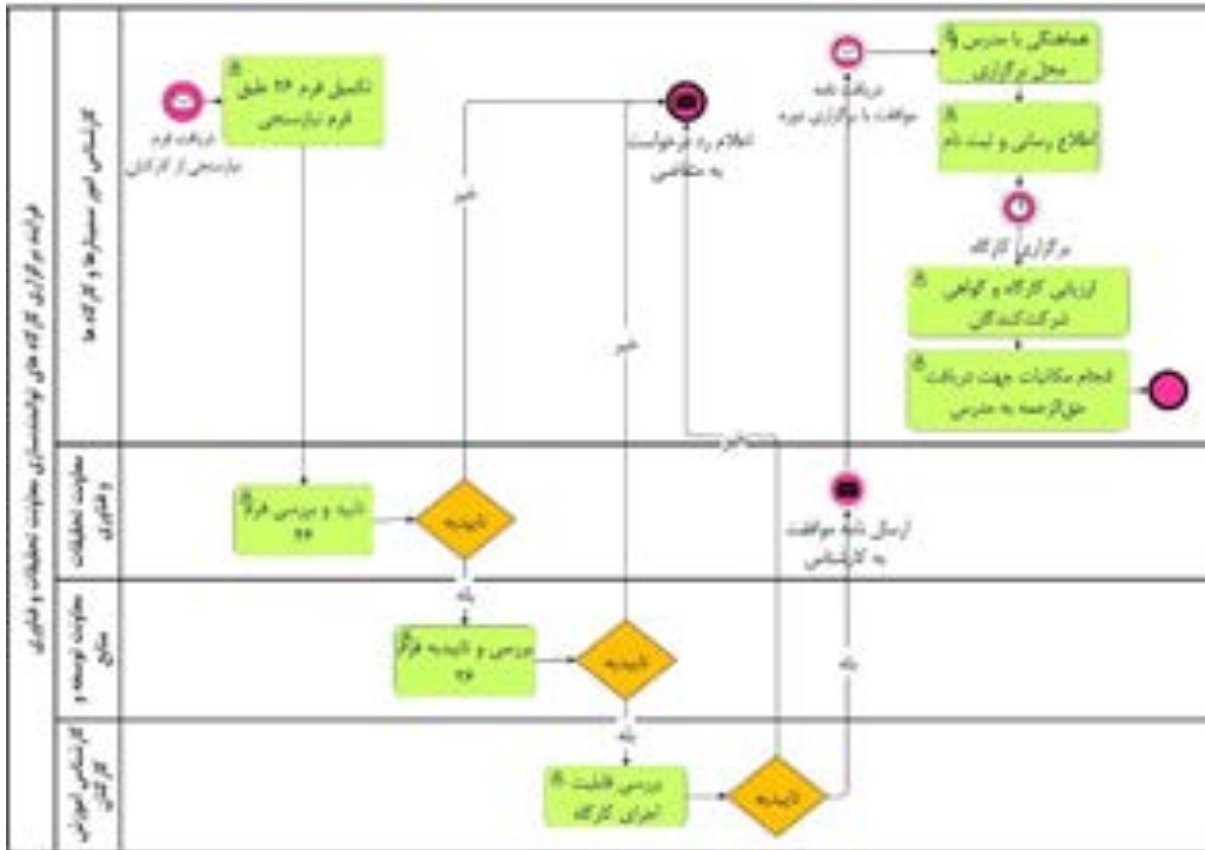 فرایند برگزاری کارگاه های توانمندسازی معاونت تحقیقات و فناوری
کارشناس امور سمینارها و کارگاه ها
دریافت فرم
نیازسنجی از کارکنان
تکمیل فرم ۲۶ طبق
فرم نیازسنجی
خیر
خیر
خیر
اعلام رد درخواست
به متقاضی
دریافت نامه
موافقت با برگزاری دوره
هماهنگی با مدرس و
محل برگزاری
اطلاع رسانی و ثبت نام
برگزاری کارگاه
ارزیابی کارگاه و گواهی
شرکت‌کنندگان
انجام مکاتبات جهت دریافت
حق‌الزحمه به مدرس
معاونت تحقیقات
و فناوری
تایید و بررسی فرم
۲۶
تاییدیه
بله
ارسال نامه موافقت
به کارشناس
معاونت توسعه و
منابع
بررسی و تاییدیه فرم
۲۶
تاییدیه
بله
بله
کارشناس آموزش
کارکنان
بررسی قابلیت
اجرای کارگاه
تاییدیه